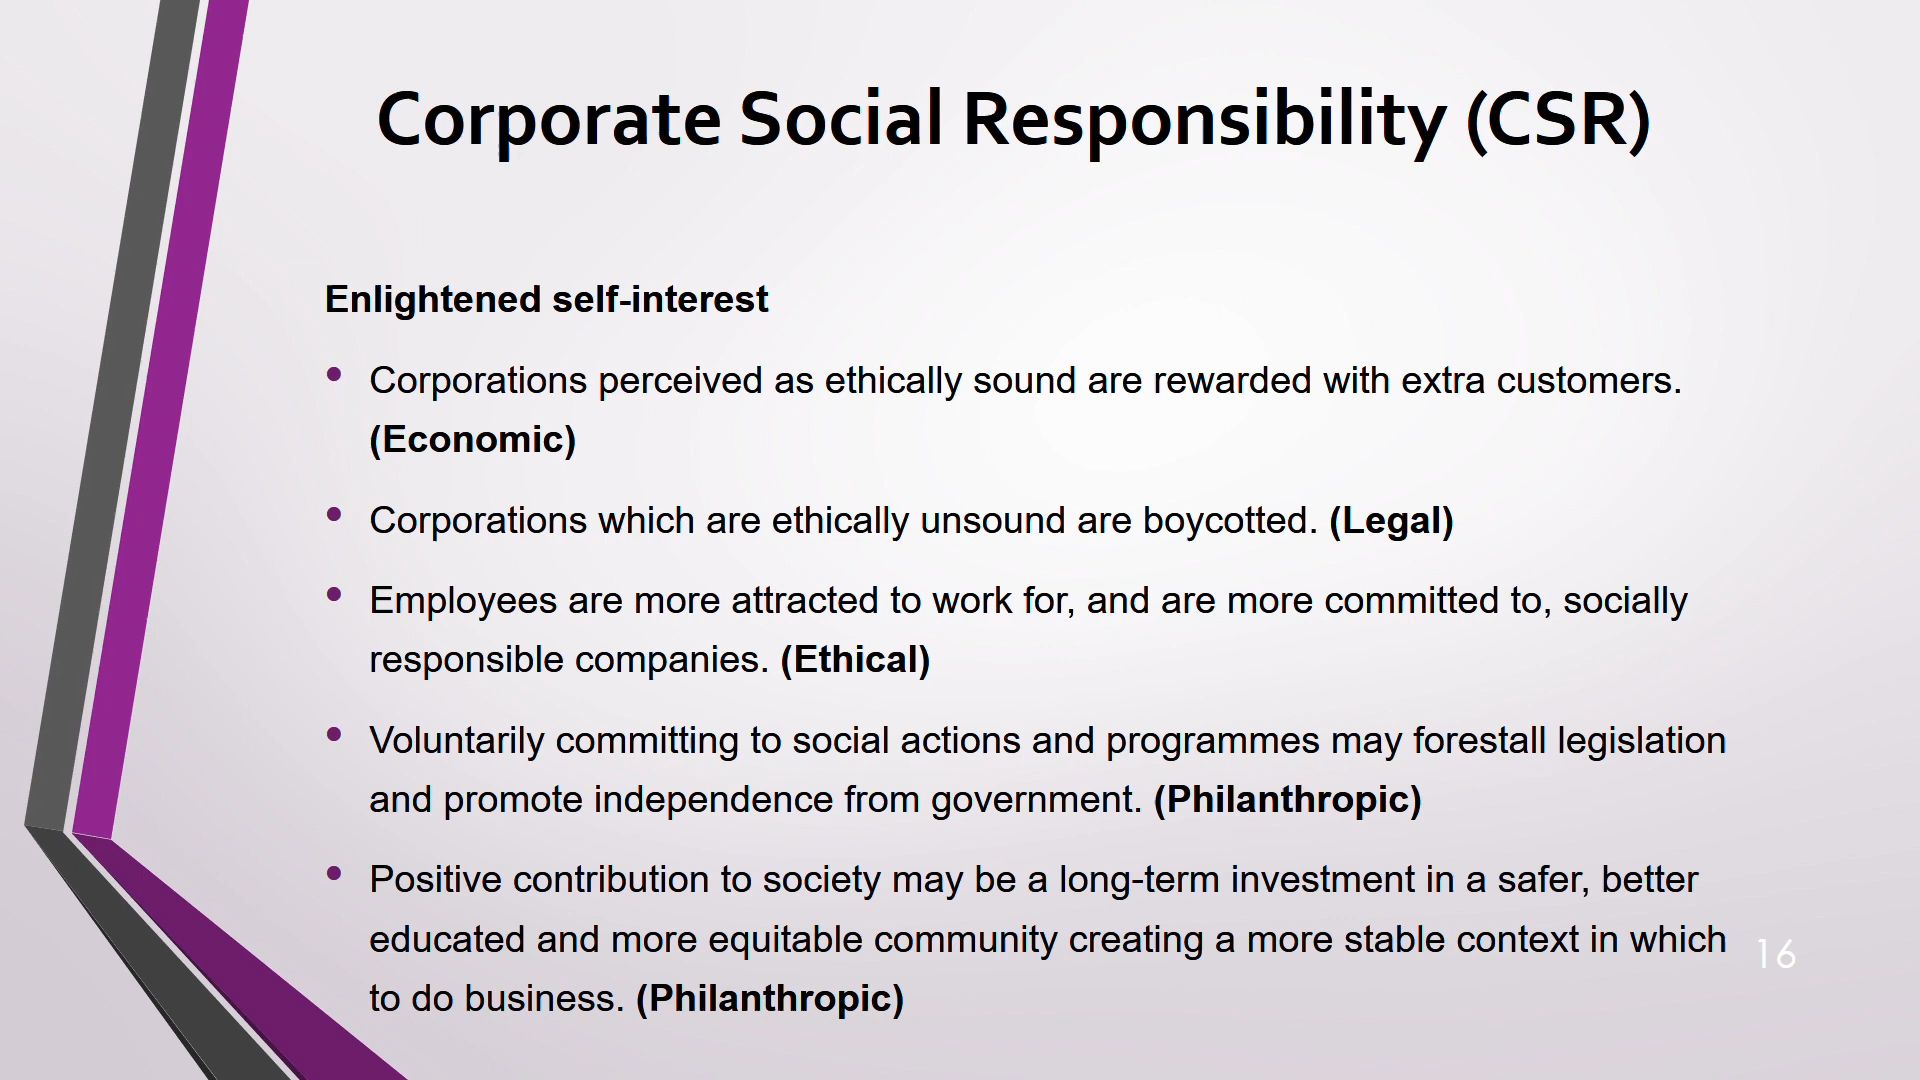 Corporate Social Responsibility (CSR)
Enlightened self-interest
• Corporations perceived as ethically sound are rewarded with extra customers.
(Economic)
• Corporations which are ethically unsound are boycotted. (Legal)
• Employees are more attracted to work for, and are more committed to, socially
responsible companies. (Ethical)
• Voluntarily committing to social actions and programmes may forestall legislation
and promote independence from government. (Philanthropic)
• Positive contribution to society may be a long-term investment in a safer, better
educated and more equitable community creating a more stable context in which
to do business. (Philanthropic)
16